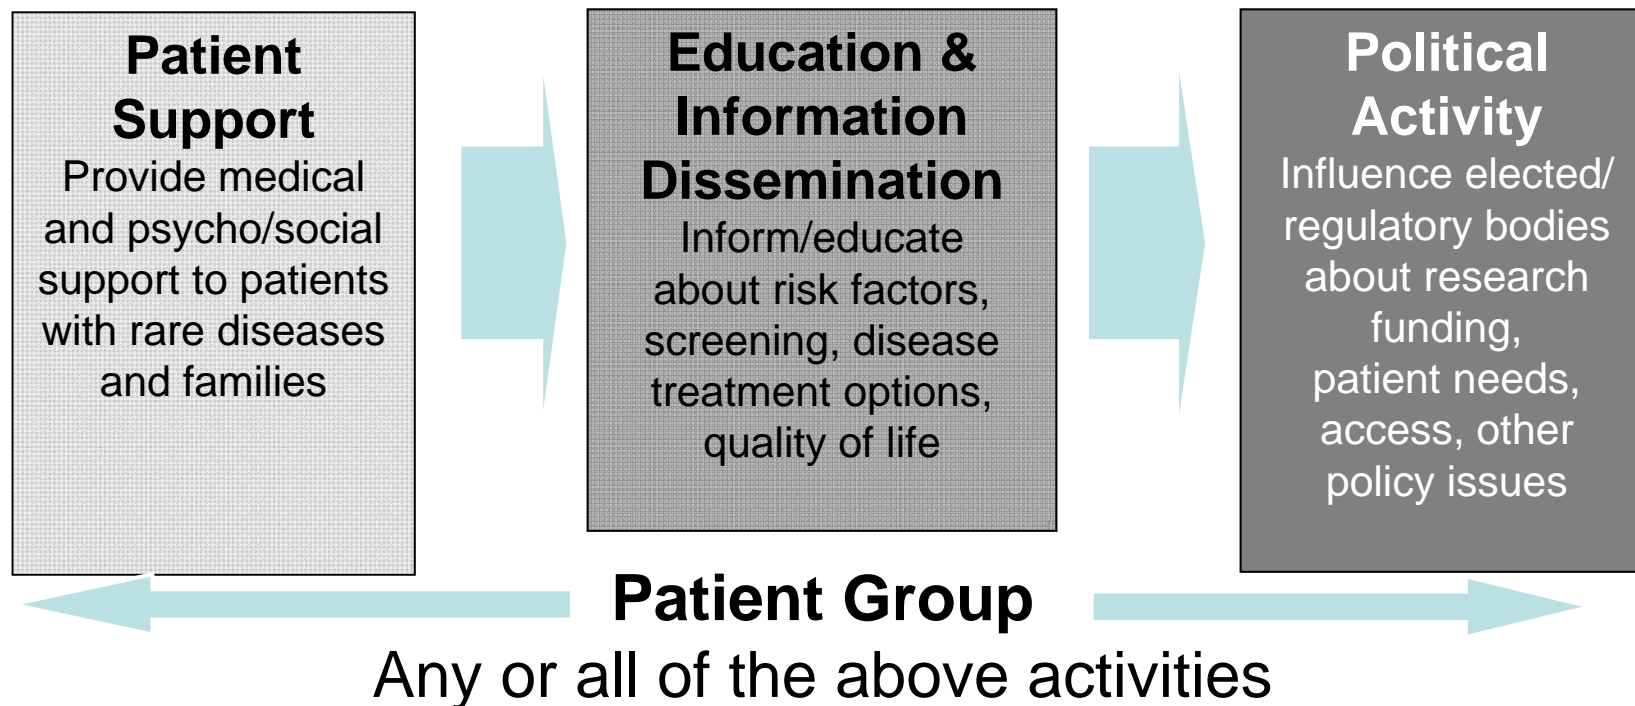 Patient
Support
Provide medical
and psycho/social
support to patients
with rare diseases
and families
Education &
Information
Dissemination
Inform/educate
about risk factors,
screening, disease
treatment options,
quality of life
Political
Activity
Influence elected/
regulatory bodies
about research
funding,
patient needs,
access, other
policy issues
Patient Group
Any or all of the above activities